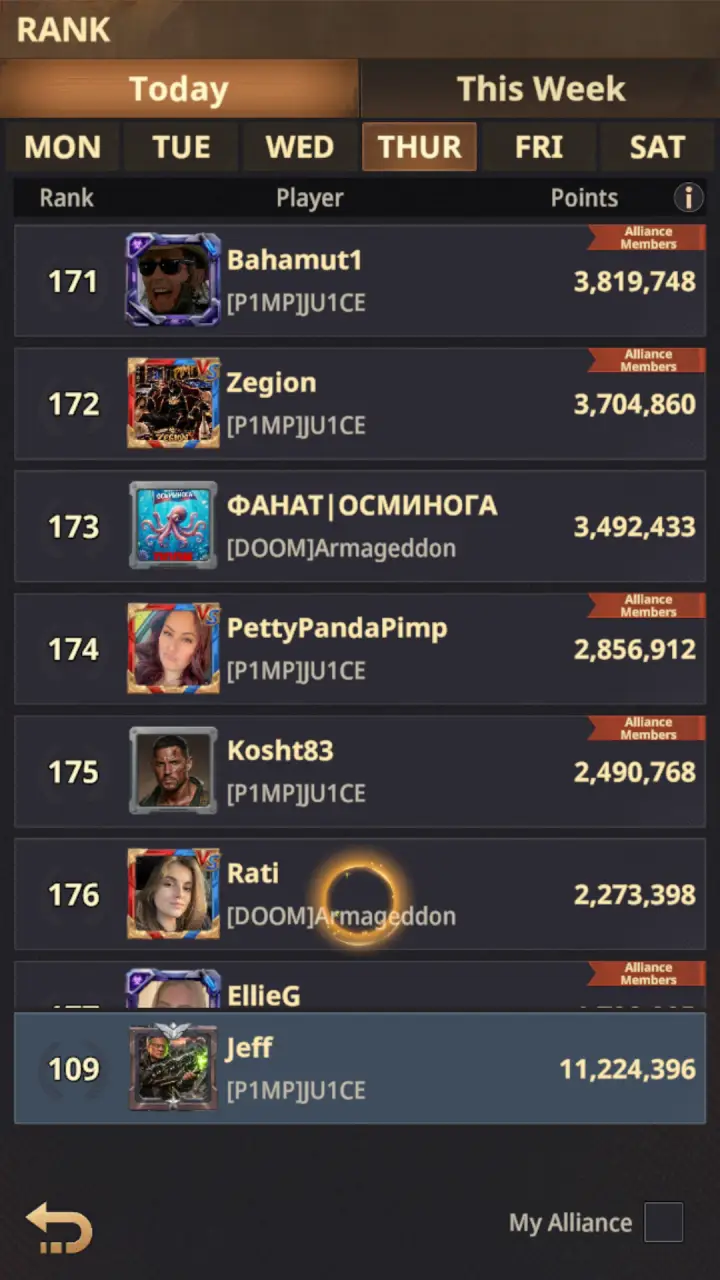 RANK
Today
This Week
MON TUE WED THUR FRI SAT
Rank Player Points i
Alliance Members
171 Bahamut1 3,819,748
[P1MP]JU1CE
Alliance Members
172 Zegion 3,704,860
[P1MP]JU1CE
VS
173 ФАНАТ|ОСМИНОГА 3,492,433
[DOOM]Armageddon
Alliance Members
174 PettyPandaPimp 2,856,912
[P1MP]JU1CE
VS
Alliance Members
175 Kosht83 2,490,768
[P1MP]JU1CE
176 Rati 2,273,398
[DOOM]Armageddon
VS
Alliance Members
EllieG
109 Jeff 11,224,396
[P1MP]JU1CE
My Alliance